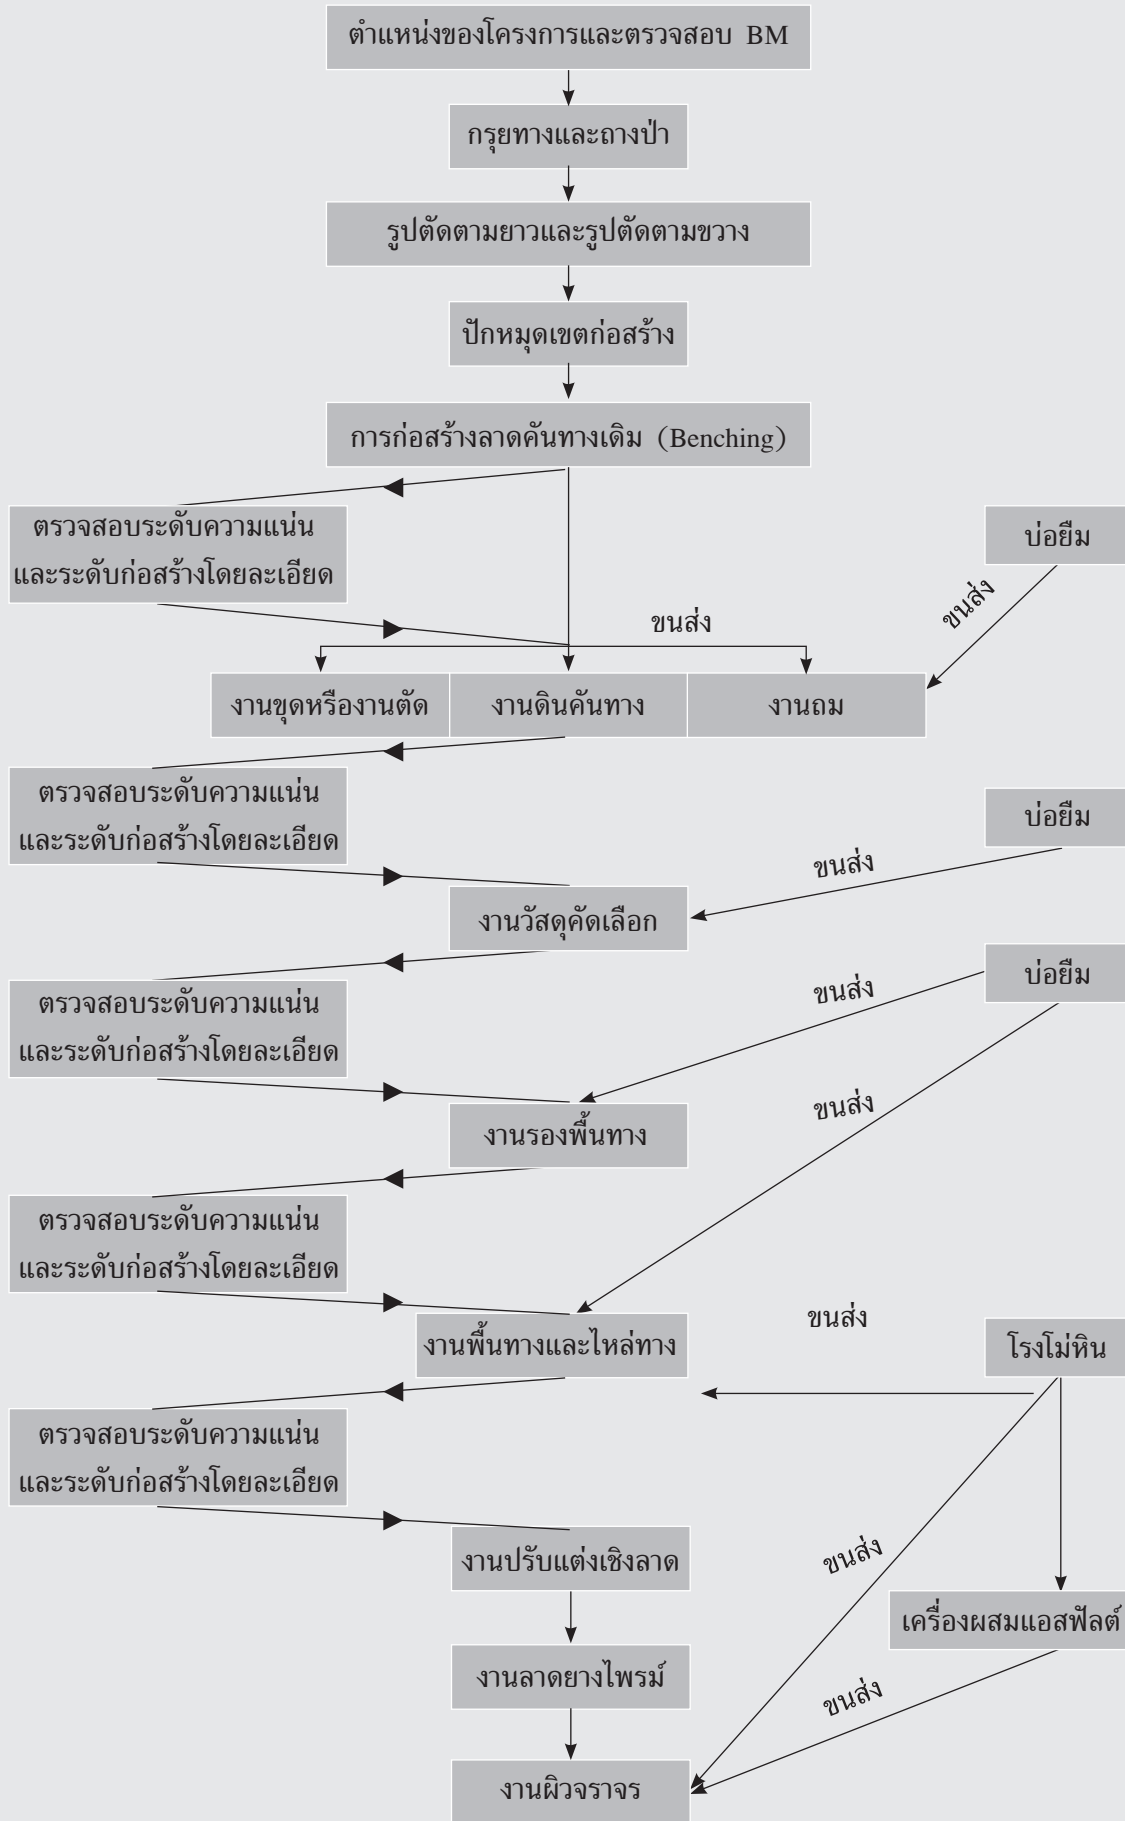 ตำแหน่งของโครงการและตรวจสอบ BM
กรุยทางและถางป่า
รูปตัดตามยาวและรูปตัดตามขวาง
ปักหมุดเขตก่อสร้าง
การก่อสร้างลาดคันทางเดิม (Benching)
ตรวจสอบระดับความแน่น
และระดับก่อสร้างโดยละเอียด
บ่อยืม
ขนส่ง
ขนส่ง
งานขุดหรืองานตัด
งานดินคันทาง
งานถม
ตรวจสอบระดับความแน่น
และระดับก่อสร้างโดยละเอียด
บ่อยืม
ขนส่ง
งานวัสดุคัดเลือก
ตรวจสอบระดับความแน่น
และระดับก่อสร้างโดยละเอียด
บ่อยืม
ขนส่ง
ขนส่ง
งานรองพื้นทาง
ตรวจสอบระดับความแน่น
และระดับก่อสร้างโดยละเอียด
ขนส่ง
งานพื้นทางและไหล่ทาง
โรงโม่หิน
ตรวจสอบระดับความแน่น
และระดับก่อสร้างโดยละเอียด
งานปรับแต่งเชิงลาด
ขนส่ง
เครื่องผสมแอสฟัลต์
งานลาดยางไพรม์
ขนส่ง
งานผิวจราจร